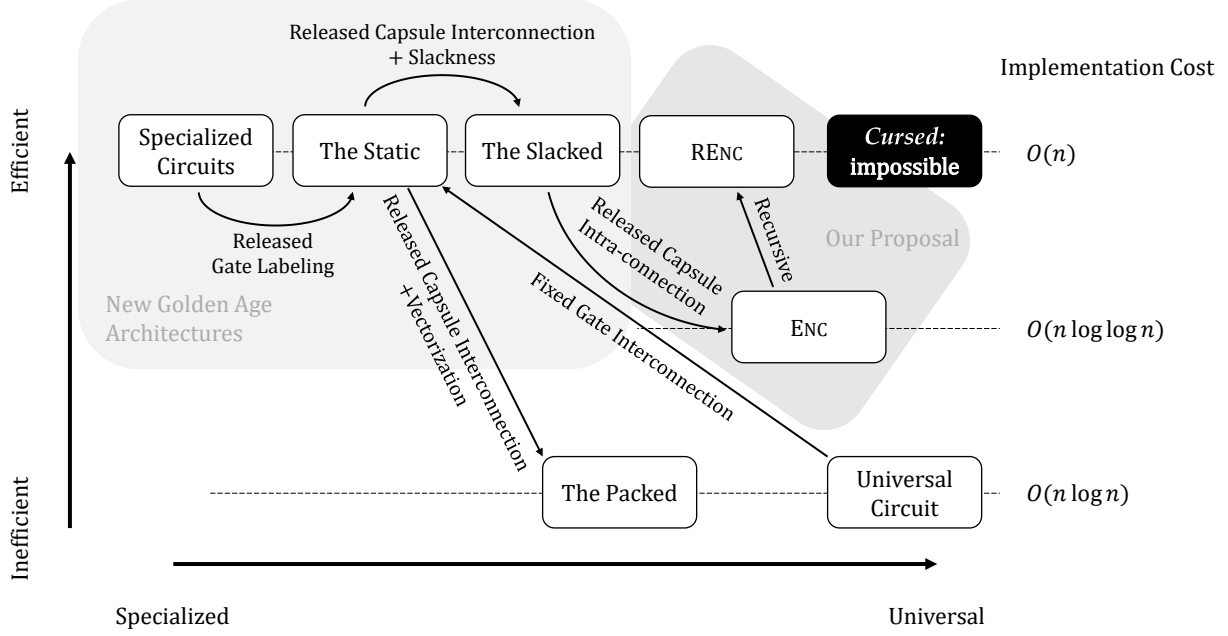 Released Capsule Interconnection
+ Slackness
Implementation Cost
Efficient
Specialized
Circuits
The Static
The Slacked
RENC
Cursed:
impossible
O(n)
Released
Gate Labeling
Released Capsule Interconnection
+Vectorization
Released Capsule
Intra-connection
Fixed Gate Interconnection
Recursive
Our Proposal
New Golden Age
Architectures
ENC
O(n log log n)
The Packed
Universal
Circuit
O(n log n)
Inefficient
Specialized
Universal